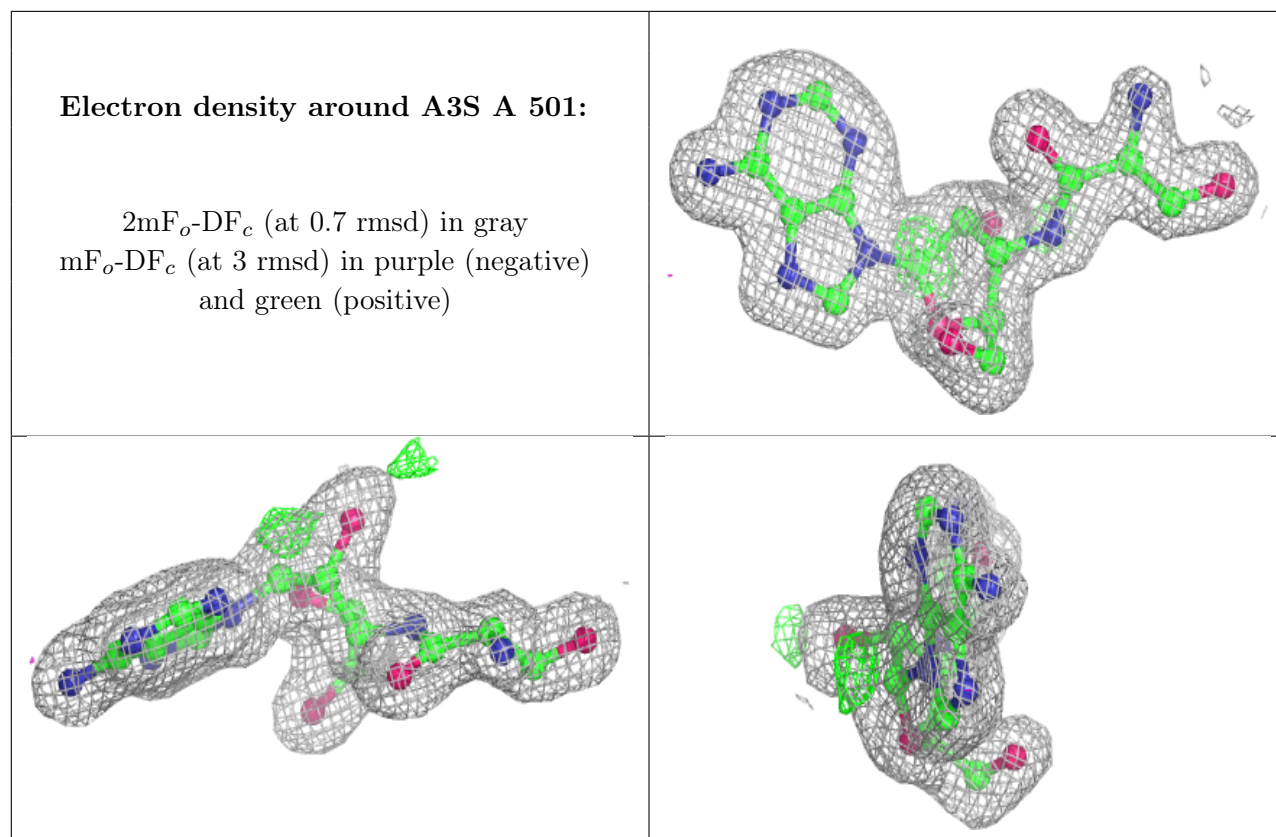 Electron density around A3S A 501:
2mFo-DFc (at 0.7 rmsd) in gray
mFo-DFc (at 3 rmsd) in purple (negative)
and green (positive)